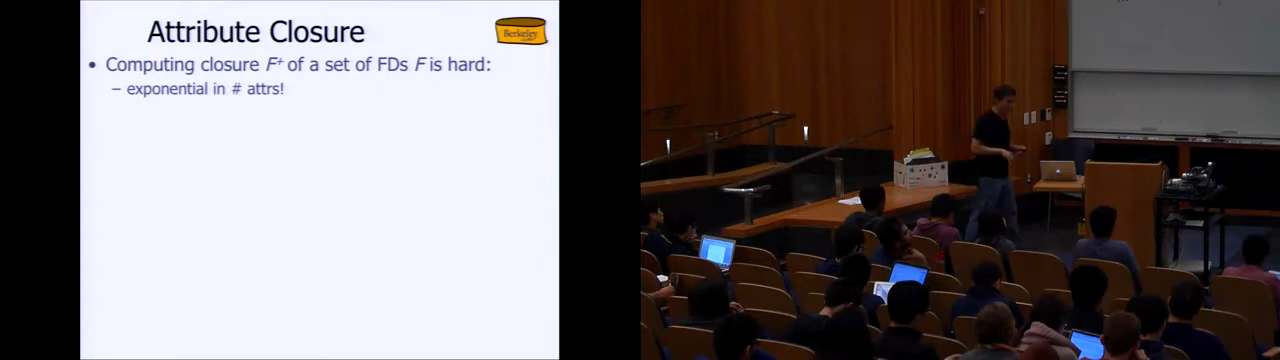 Attribute Closure
Berkeley
• Computing closure F+ of a set of FDs F is hard:
– exponential in # attrs!